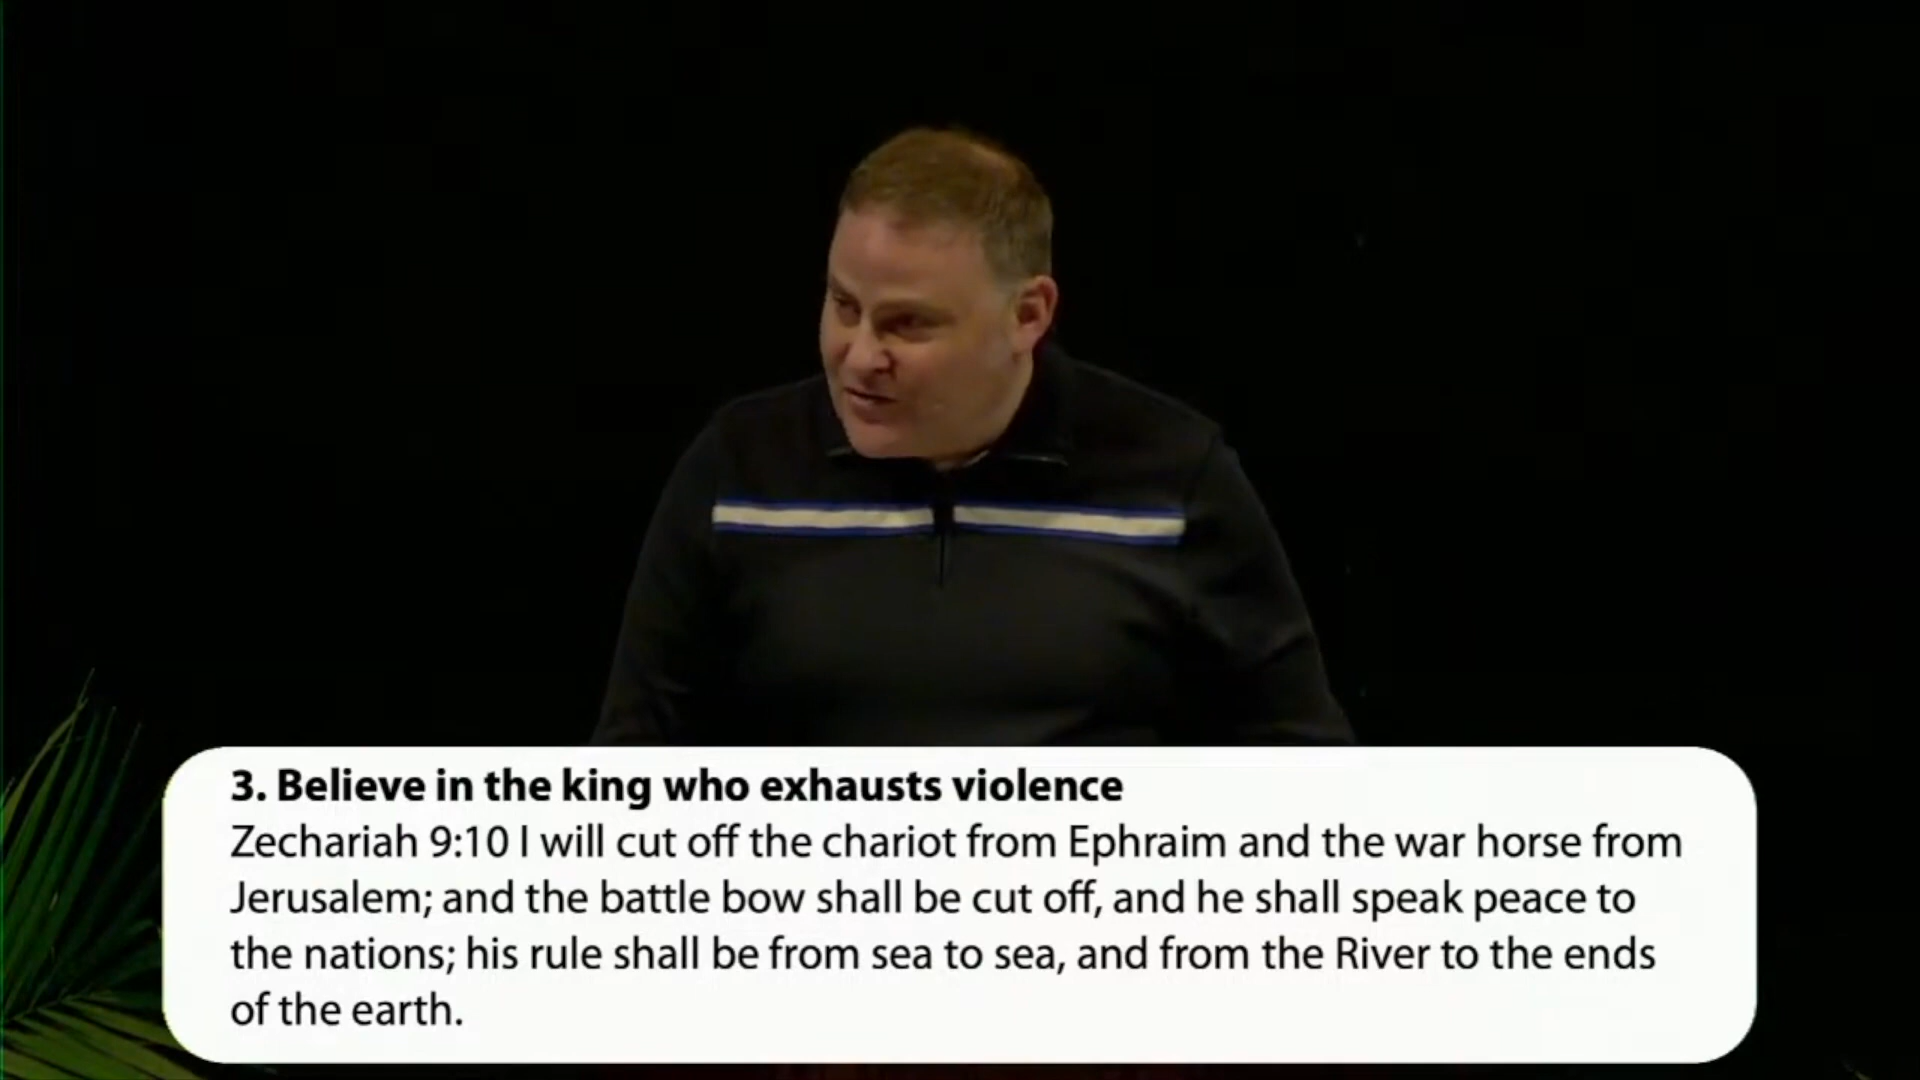 3. Believe in the king who exhausts violence
Zechariah 9:10 I will cut off the chariot from Ephraim and the war horse from
Jerusalem; and the battle bow shall be cut off, and he shall speak peace to
the nations; his rule shall be from sea to sea, and from the River to the ends
of the earth.